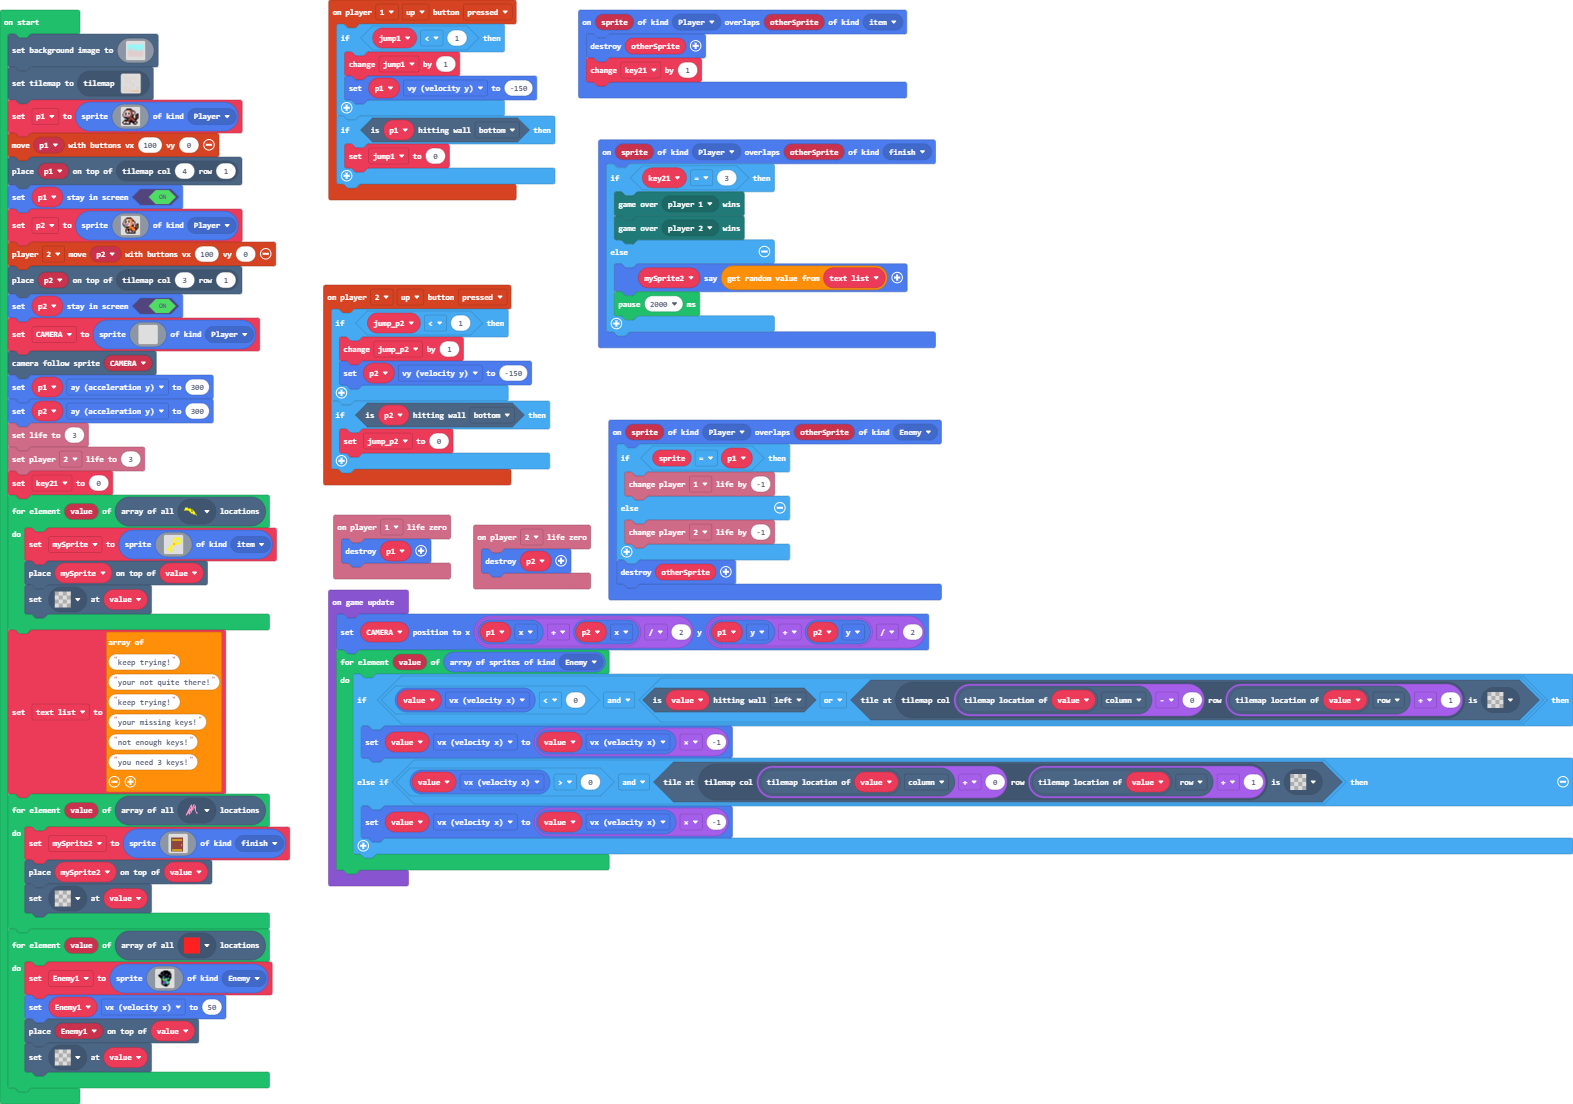 on start
set background image to
set tilemap to tilemap
set p1 to sprite of kind Player
move p1 with buttons vx 100 vy 0
place p1 on top of tilemap col 4 row 1
set p1 stay in screen ON
set p2 to sprite of kind Player
player 2 move p2 with buttons vx 100 vy 0
place p2 on top of tilemap col 3 row 1
set p2 stay in screen ON
set CAMERA to sprite of kind Player
camera follow sprite CAMERA
set p1 ay (acceleration y) to 300
set p2 ay (acceleration y) to 300
set life to 3
set player 2 life to 3
set key21 to 0
for element value of array of all locations
do
set mySprite to sprite of kind item
place mySprite on top of value
set at value
set text list to array of
"keep trying!"
"your not quite there!"
"keep trying!"
"your missing keys!"
"not enough keys!"
"you need 3 keys!"
for element value of array of all locations
do
set mySprite2 to sprite of kind finish
place mySprite2 on top of value
set at value
for element value of array of all locations
do
set Enemy1 to sprite of kind Enemy
set Enemy1 vx (velocity x) to 50
place Enemy1 on top of value
set at value
on player 1 up button pressed
if jump1 < 1 then
change jump1 by 1
set p1 vy (velocity y) to -150
if is p1 hitting wall bottom then
set jump1 to 0
on player 2 up button pressed
if jump_p2 < 1 then
change jump_p2 by 1
set p2 vy (velocity y) to -150
if is p2 hitting wall bottom then
set jump_p2 to 0
on player 1 life zero
destroy p1
on player 2 life zero
destroy p2
on sprite of kind Player overlaps otherSprite of kind item
destroy otherSprite
change key21 by 1
on sprite of kind Player overlaps otherSprite of kind finish
if key21 = 3 then
game over player 1 wins
game over player 2 wins
else
mySprite2 say get random value from text list
pause 2000 ms
on sprite of kind Player overlaps otherSprite of kind Enemy
if sprite = p1 then
change player 1 life by -1
else
change player 2 life by -1
destroy otherSprite
on game update
set CAMERA position to x p1 x + p2 x / 2 y p1 y + p2 y / 2
for element value of array of sprites of kind Enemy
do
if value vx (velocity x) < 0 and is value hitting wall left or tile at tilemap col tilemap location of value column - 0 row tilemap location of value row + 1 is then
set value vx (velocity x) to value vx (velocity x) x -1
else if value vx (velocity x) > 0 and tile at tilemap col tilemap location of value column + 0 row tilemap location of value row + 1 is then
set value vx (velocity x) to value vx (velocity x) x -1